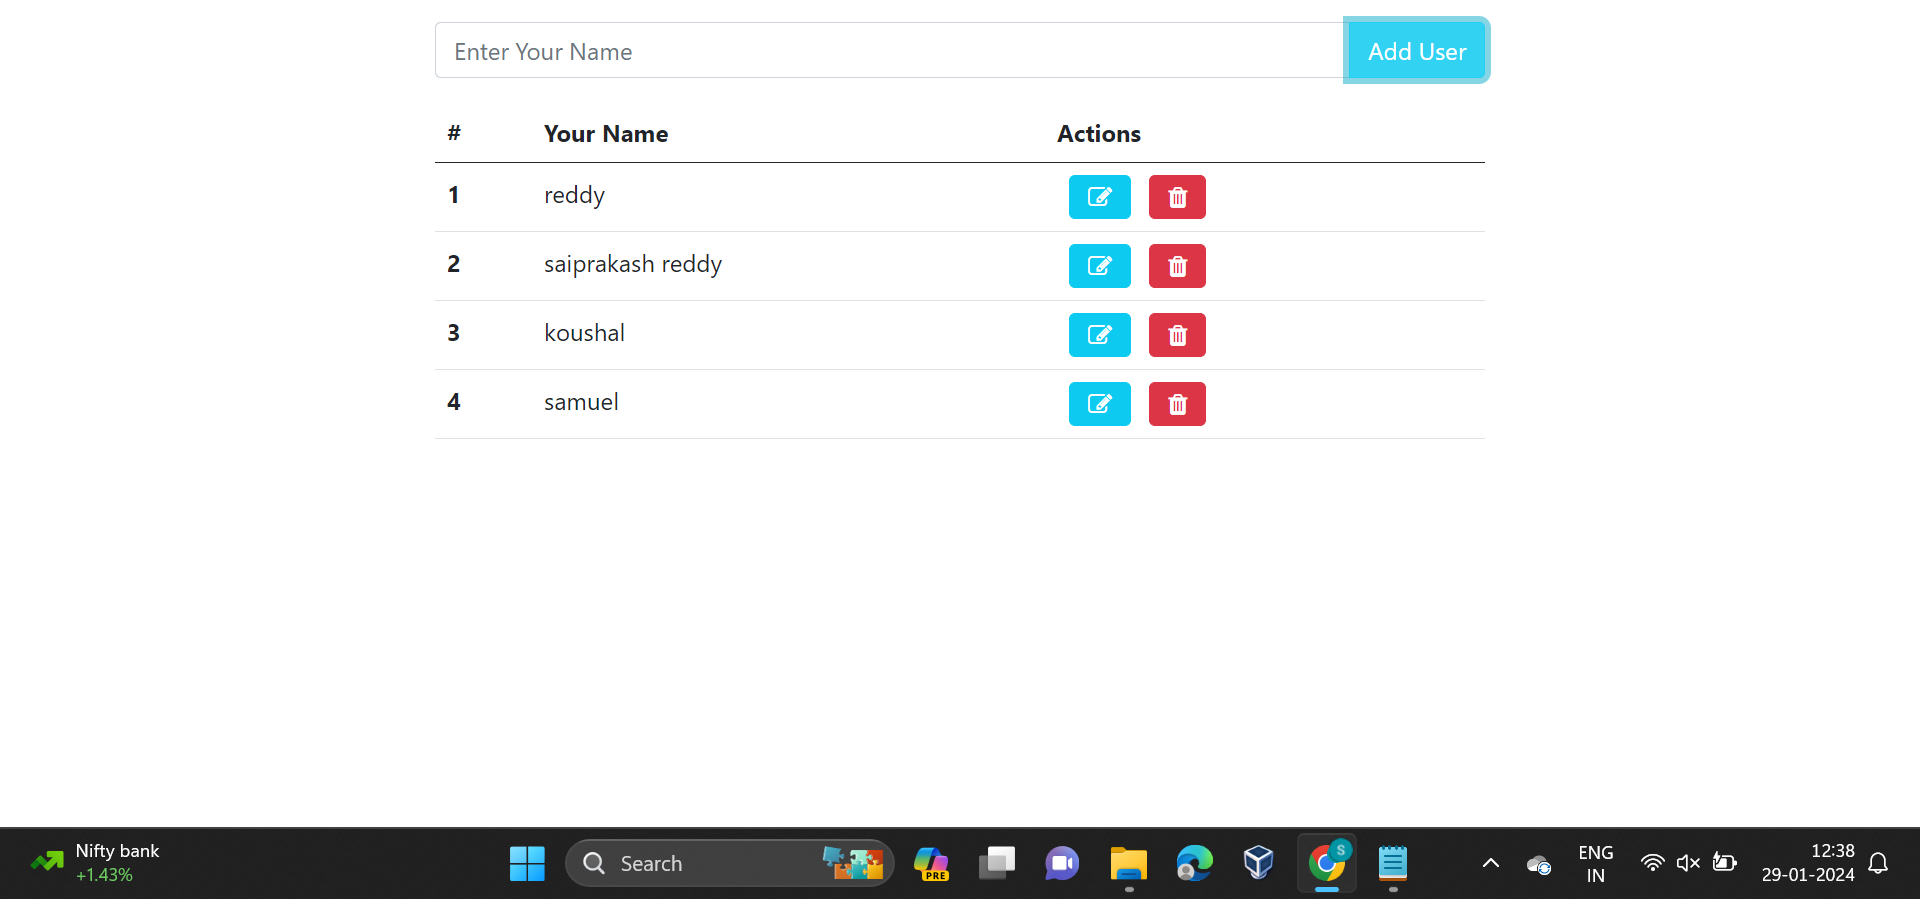 Enter Your Name Add User
# Your Name Actions
1 reddy
2 saiprakash reddy
3 koushal
4 samuel
Nifty bank
+1.43%
Search
PRE
S
ENG
IN
12:38
29-01-2024